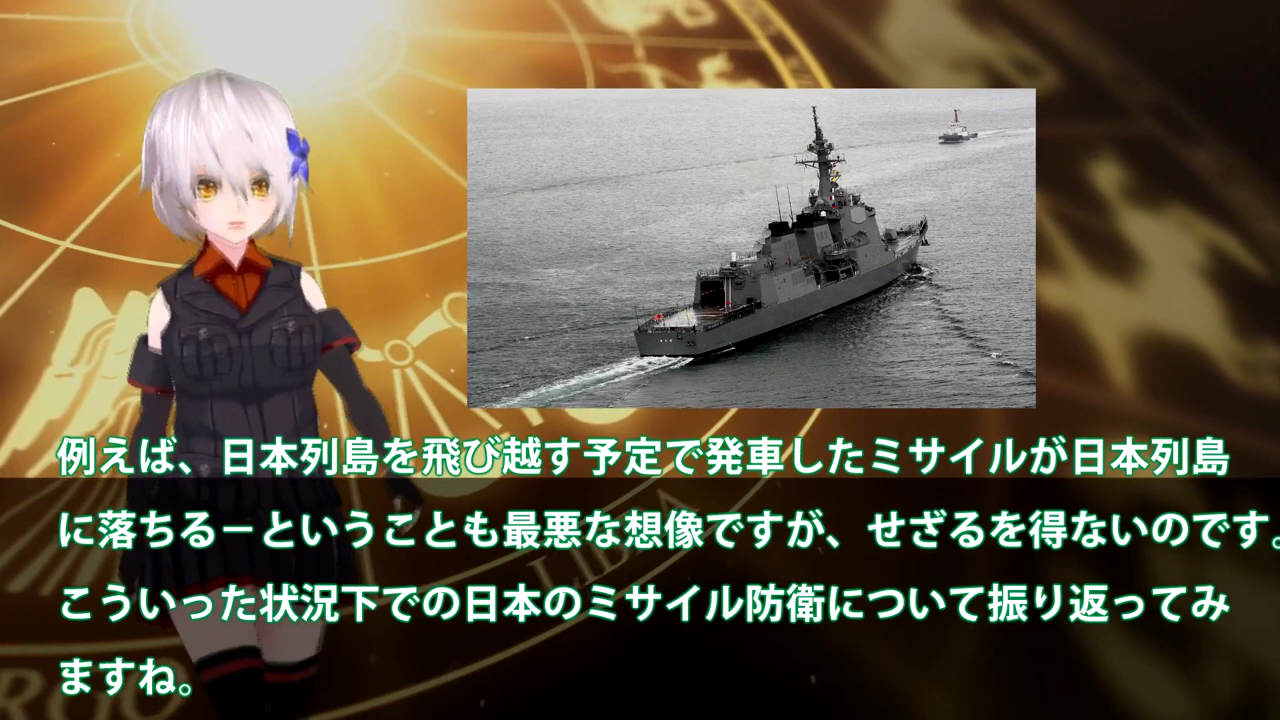 例えば、日本列島を飛び越す予定で発車したミサイルが日本列島
に落ちる－ということも最悪な想像ですが、せざるを得ないのです。
こういった状況下での日本のミサイル防衛について振り返ってみ
ますね。
LIBRA